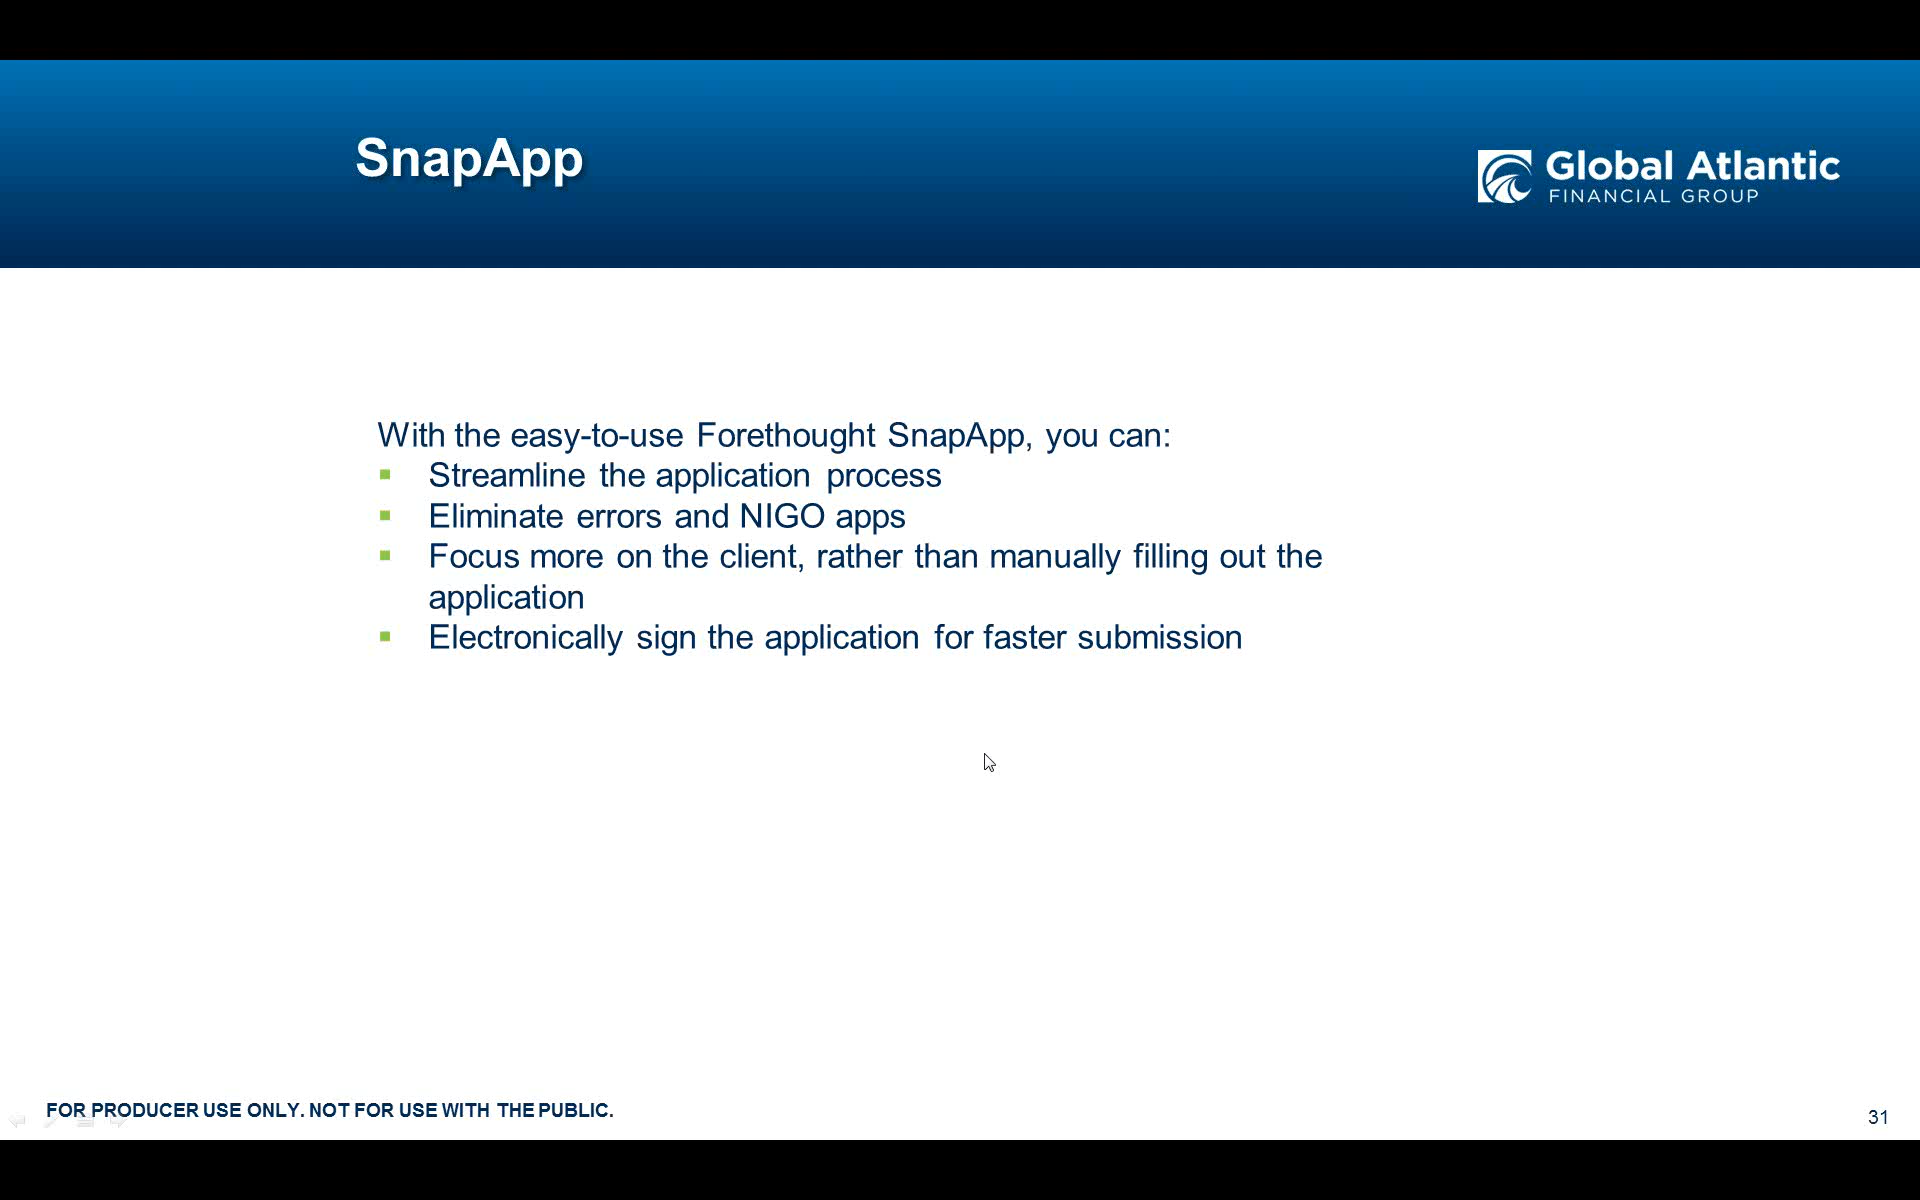 SnapApp
Global Atlantic
FINANCIAL GROUP
With the easy-to-use Forethought SnapApp, you can:
Streamline the application process
Eliminate errors and NIGO apps
Focus more on the client, rather than manually filling out the
application
Electronically sign the application for faster submission
FOR PRODUCER USE ONLY. NOT FOR USE WITH THE PUBLIC.
31